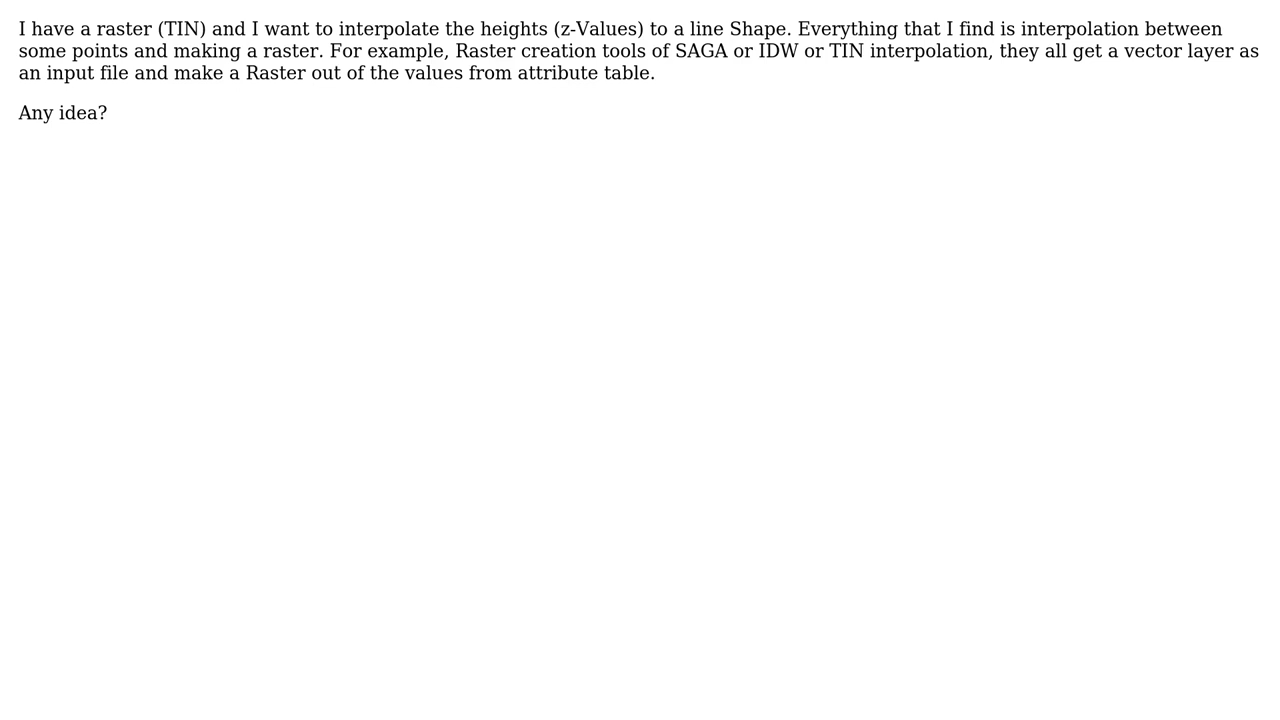 I have a raster (TIN) and I want to interpolate the heights (z-Values) to a line Shape. Everything that I find is interpolation between
some points and making a raster. For example, Raster creation tools of SAGA or IDW or TIN interpolation, they all get a vector layer as
an input file and make a Raster out of the values from attribute table.
Any idea?